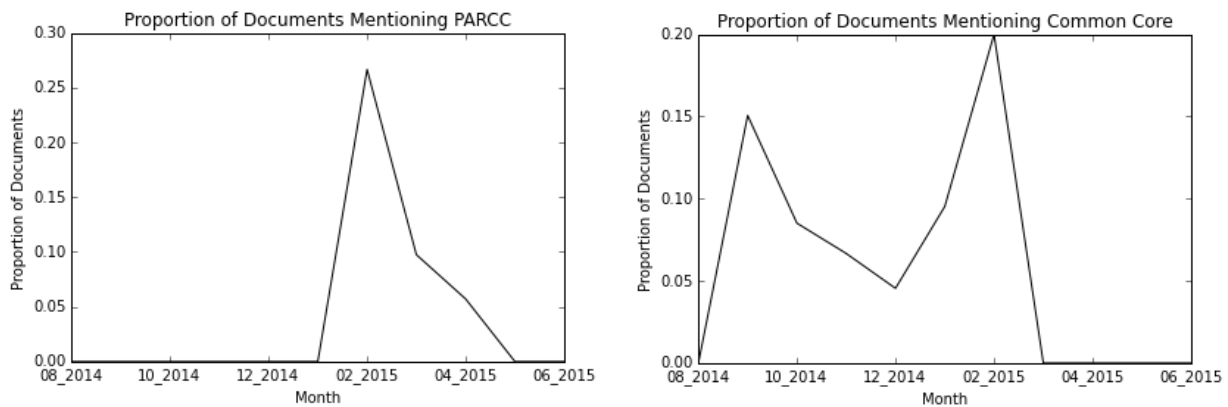 Proportion of Documents Mentioning PARCC
0.30
0.25
0.20
0.15
0.10
0.05
0.00
Proportion of Documents
08_2014 10_2014 12_2014 02_2015 04_2015 06_2015
Month
Proportion of Documents Mentioning Common Core
0.20
0.15
0.10
0.05
0.00
Proportion of Documents
08_2014 10_2014 12_2014 02_2015 04_2015 06_2015
Month